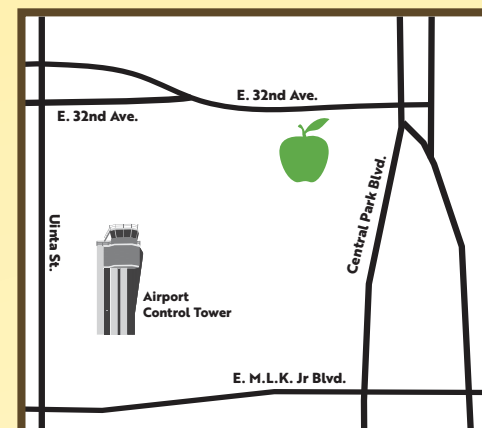 E. 32nd Ave.
E. 32nd Ave.
Central Park Blvd.
Uinta St.
Airport
Control Tower
E. M.L.K. Jr Blvd.